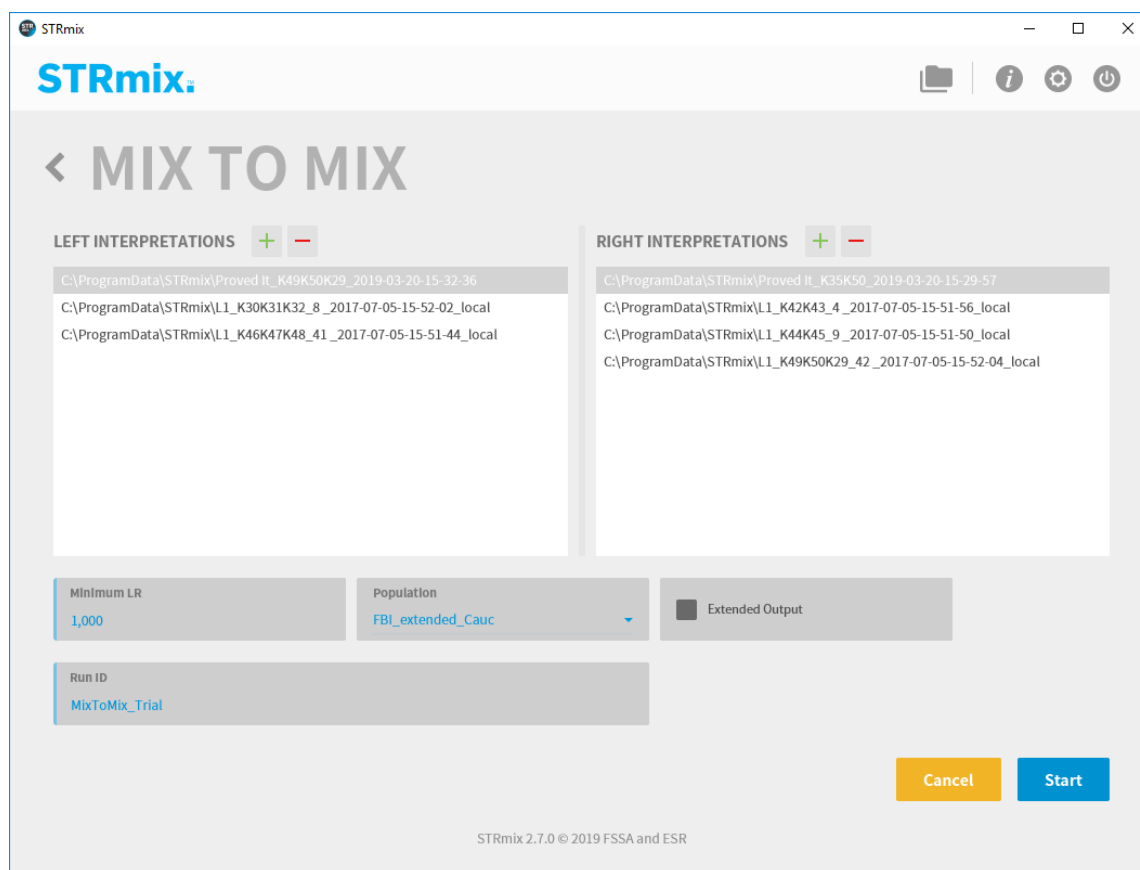 STRmix
STRmix
MIX TO MIX
LEFT INTERPRETATIONS
C:\ProgramData\STRmix\Proved It_K49K50K29_2019-03-20-15-32-36
C:\ProgramData\STRmix\L1_K30K31K32_8 _2017-07-05-15-52-02_local
C:\ProgramData\STRmix\L1_K46K47K48_41 _2017-07-05-15-51-44_local
RIGHT INTERPRETATIONS
C:\ProgramData\STRmix\Proved It_K35K50_2019-03-20-15-29-57
C:\ProgramData\STRmix\L1_K42K43_4 _2017-07-05-15-51-56_local
C:\ProgramData\STRmix\L1_K44K45_9 _2017-07-05-15-51-50_local
C:\ProgramData\STRmix\L1_K49K50K29_42 _2017-07-05-15-52-04_local
Minimum LR
1,000
Population
FBI_extended_Cauc
Extended Output
Run ID
MixToMix_Trial
Cancel
Start
STRmix 2.7.0 © 2019 FSSA and ESR